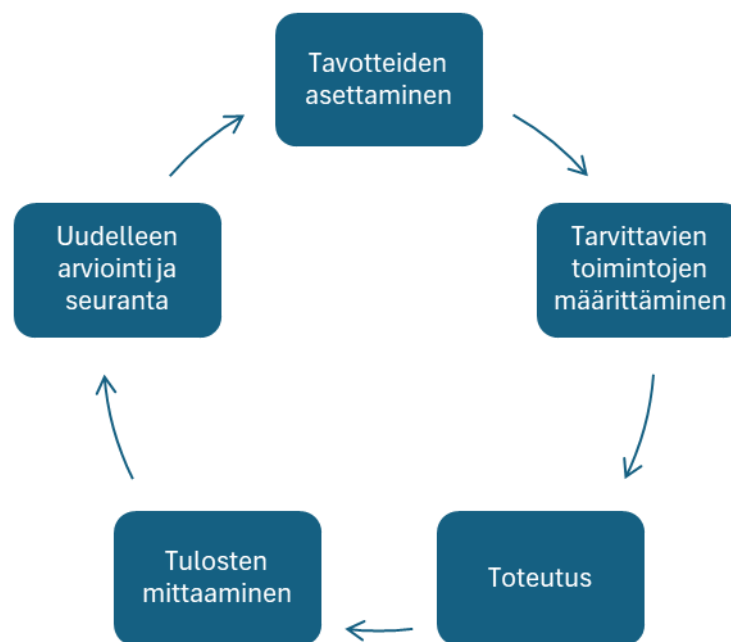 Tavotteiden
asettaminen
Tarvittavien
toimintojen
määrittäminen
Toteutus
Tulosten
mittaaminen
Uudelleen
arviointi ja
seuranta